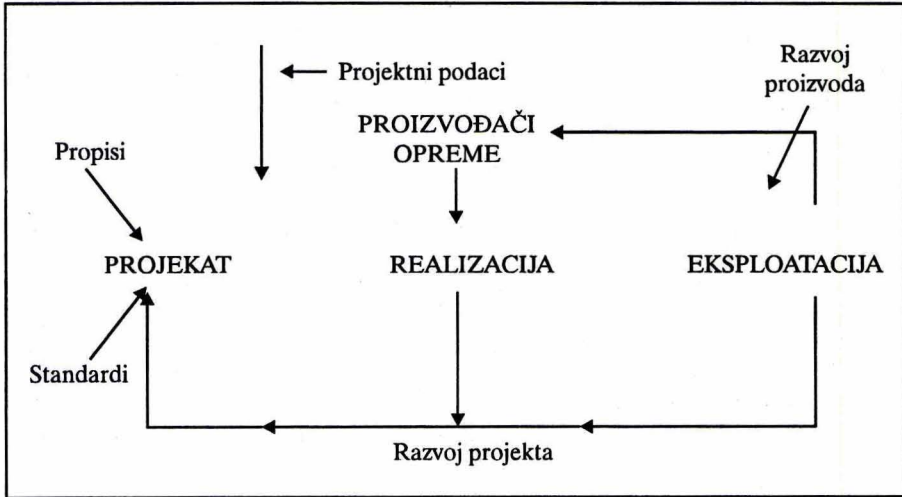 Projektni podaci
Razvoj
proizvoda
PROIZVOĐAČI
OPREME
Propisi
PROJEKAT
REALIZACIJA
EKSPLOATACIJA
Standardi
Razvoj projekta